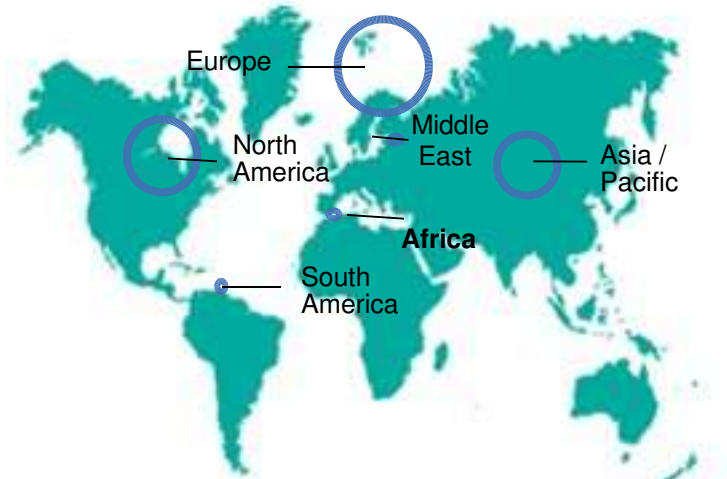 Europe
Middle
East
North
America
Asia /
Pacific
Africa
South
America